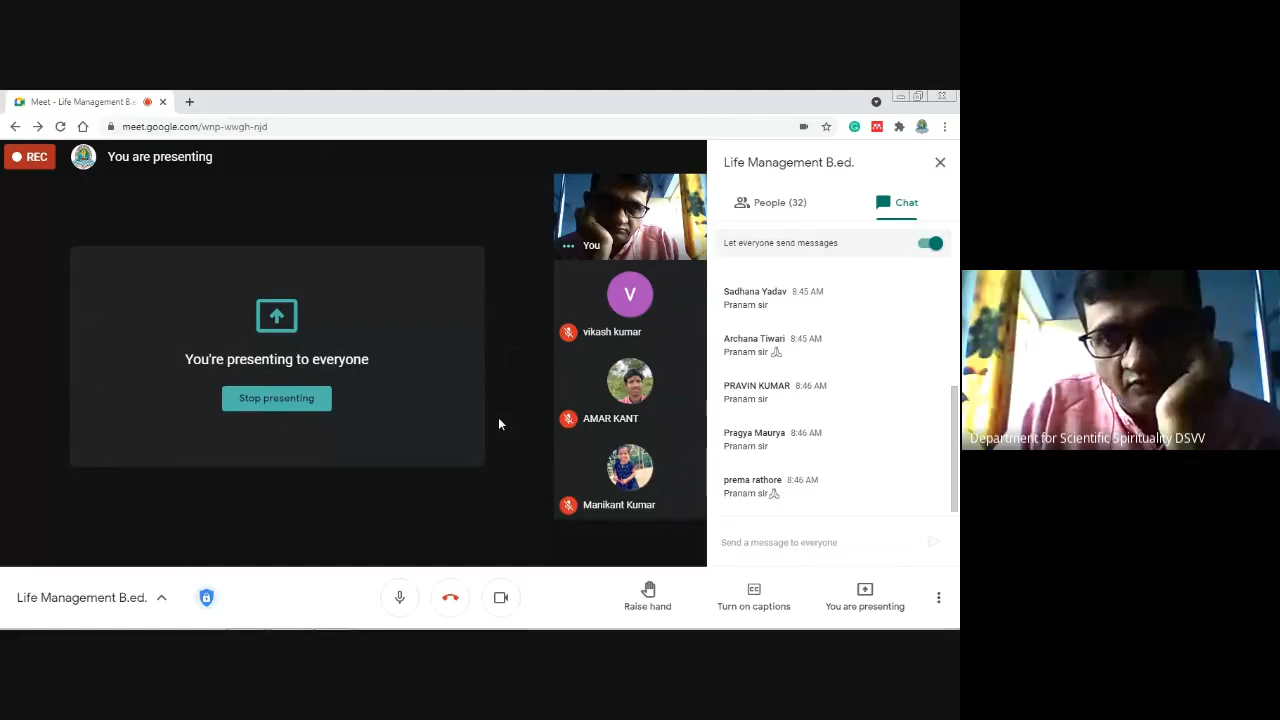 Meet - Life Management B.e
meet.google.com/wnp-wwgh-njd
REC
You are presenting
Life Management B.ed.
People (32)
Chat
Let everyone send messages
You
V
vikash kumar
AMAR KANT
Manikant Kumar
You're presenting to everyone
Stop presenting
Sadhana Yadav 8:45 AM
Pranam sir
Archana Tiwari 8:45 AM
Pranam sir
PRAVIN KUMAR 8:46 AM
Pranam sir
Pragya Maurya 8:46 AM
Pranam sir
prema rathore 8:46 AM
Pranam sir
Send a message to everyone
Life Management B.ed.
Raise hand
CC
Turn on captions
You are presenting
Department for Scientific Spirituality DSVV